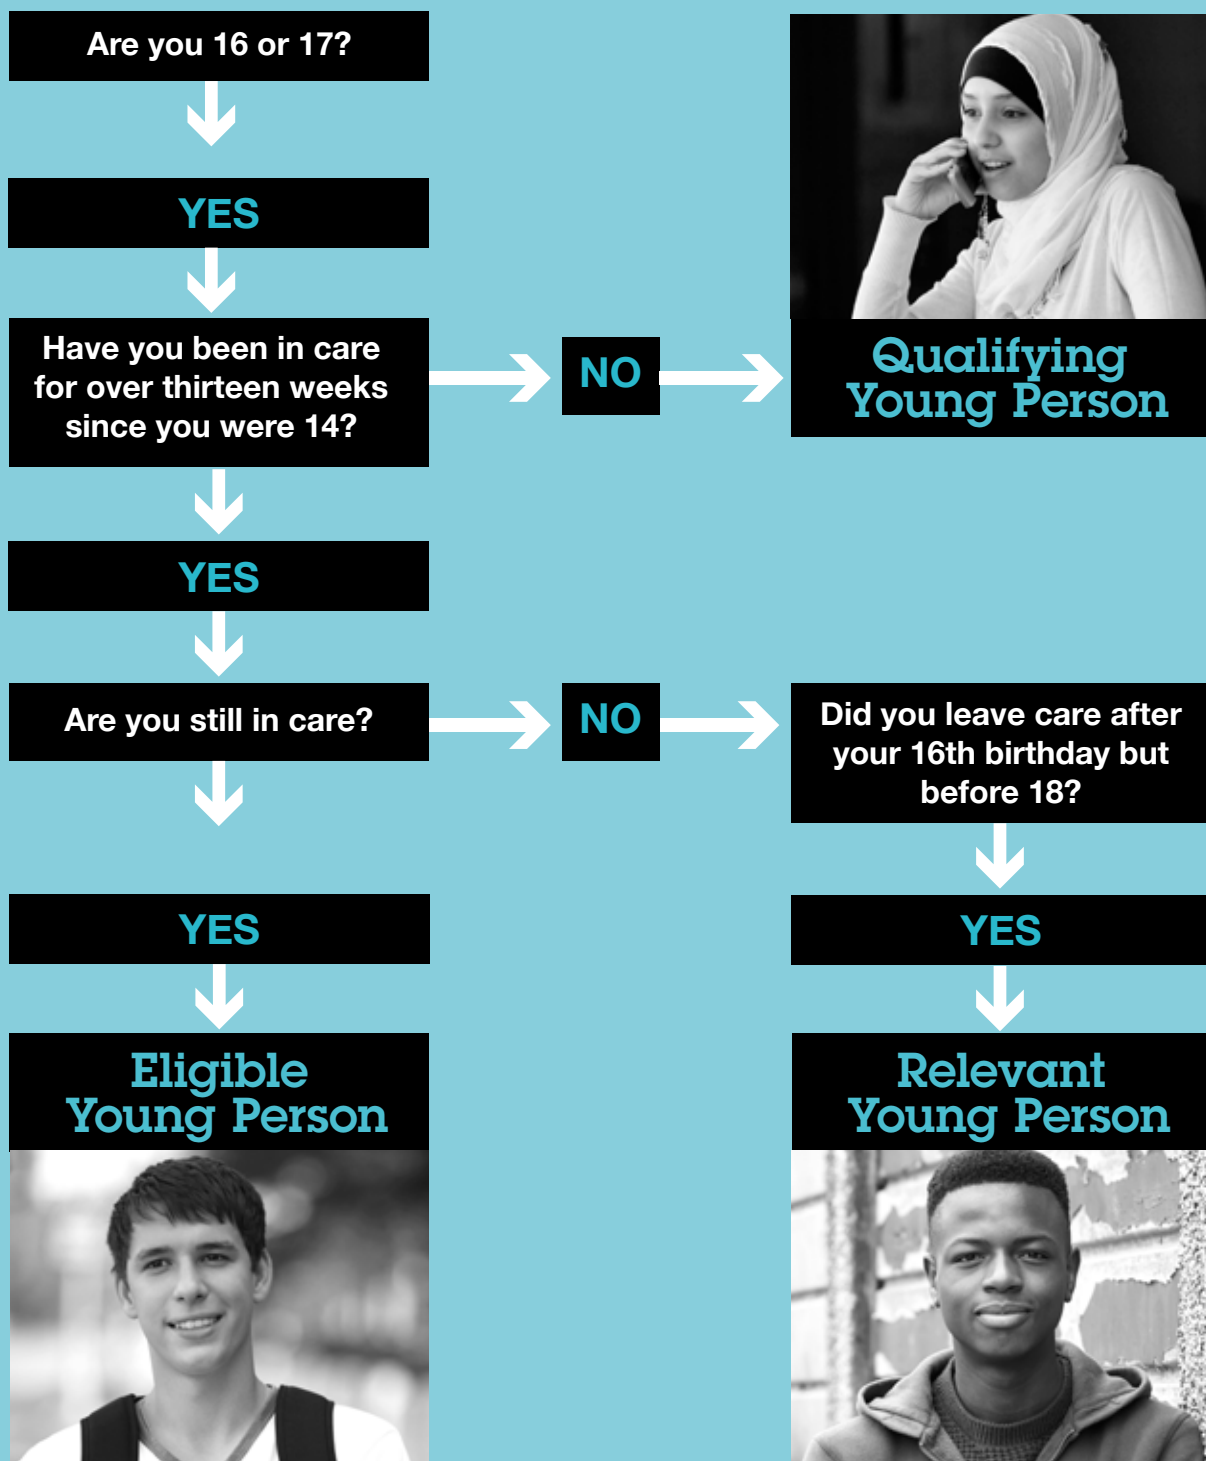 Are you 16 or 17?
YES
Have you been in care
for over thirteen weeks
since you were 14?
NO
Qualifying
Young Person
YES
Are you still in care?
NO
Did you leave care after
your 16th birthday but
before 18?
YES
YES
Eligible
Young Person
Relevant
Young Person